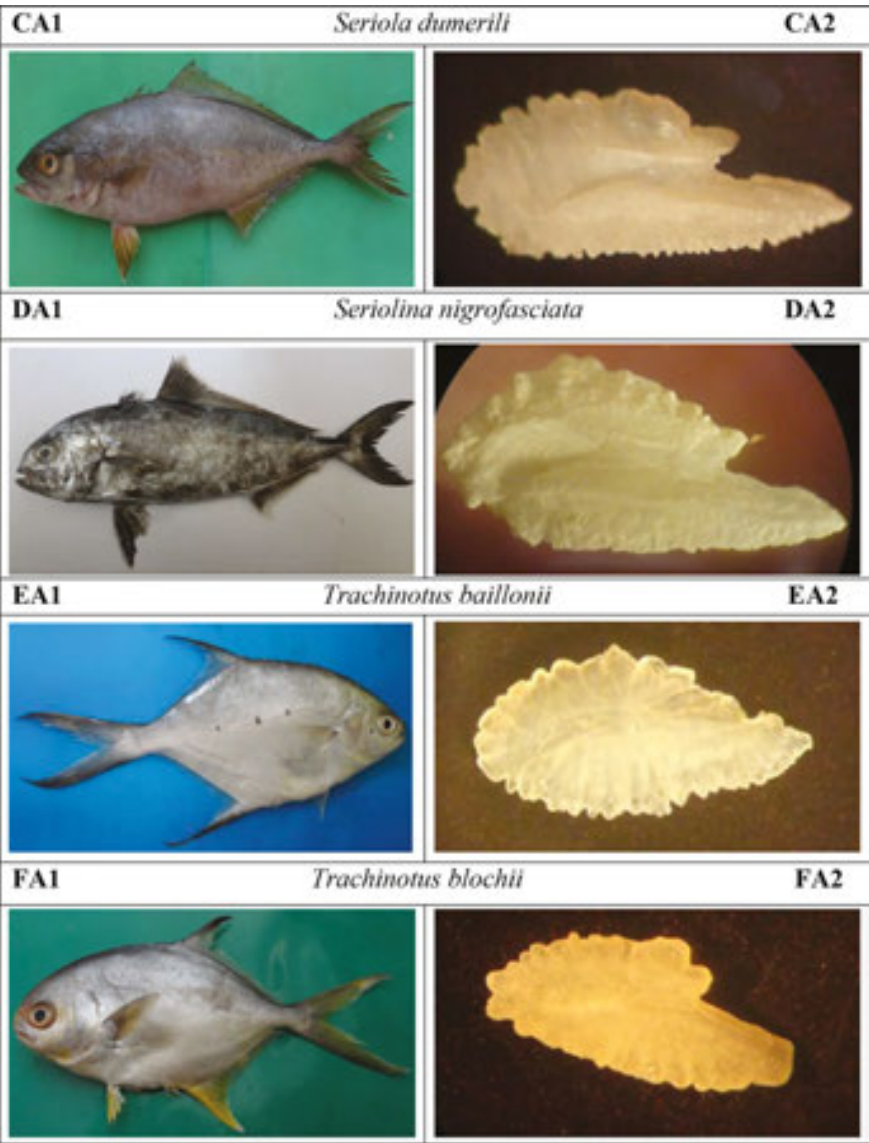 CA1 Seriola dumerili CA2
DA1 Seriolina nigrofasciata DA2
EA1 Trachinotus baillonii EA2
FA1 Trachinotus blochii FA2